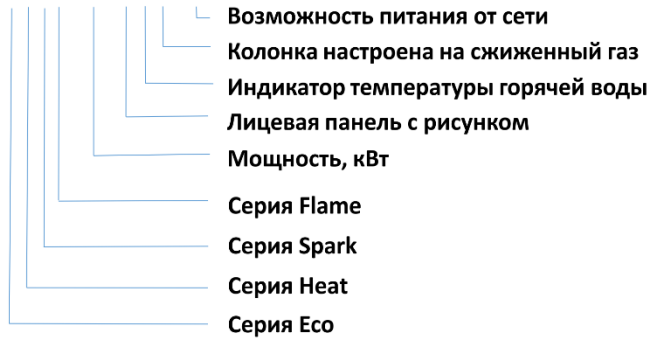 Возможность питания от сети
Колонка настроена на сжиженный газ
Индикатор температуры горячей воды
Лицевая панель с рисунком
Мощность, кВт
Серия Flame
Серия Spark
Серия Heat
Серия Eco